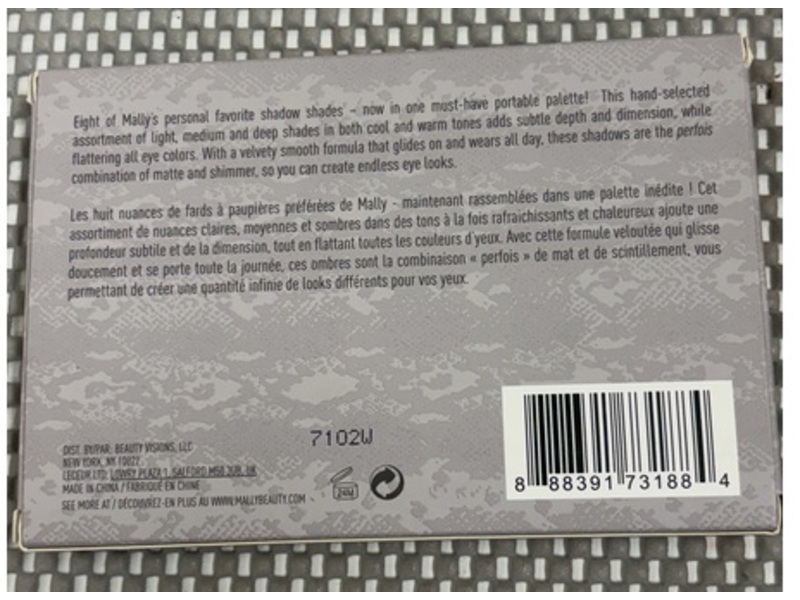 Eight of Mally's personal favorite shadow shades - now in one must-have portable palette! This hand-selected
assortment of light, medium and deep shades in both cool and warm tones adds subtle depth and dimension, while
flattering all eye colors. With a velvety smooth formula that glides on and wears all day, these shadows are the perfois
combination of matte and shimmer, so you can create endless eye looks.
Les huit nuances de fards à paupières préférées de Mally - maintenant rassemblées dans une palette inédite ! Cet
assortiment de nuances claires, moyennes et sombres dans des tons à la fois rafraichissants et chaleureux ajoute une
profondeur subtile et de la dimension, tout en flattant toutes les couleurs d'yeux. Avec cette formule veloutée qui glisse
doucement et se porte toute la journée, ces ombres sont la combinaison « perfois » de mat et de scintillement, vous
permettant de créer une quantité infinie de looks différents pour vos yeux.
7102W
DIST. BY/PAR: BEAUTY VISIONS, LLC
NEW YORK, NY 10022
LECEUR LTD. LOWRY PLAZA 1, SALFORD M58 2UB, UK
MADE IN CHINA / FABRIQUÉ EN CHINE
SEE MORE AT / DÉCOUVREZ-EN PLUS AU WWW.MALLYBEAUTY.COM
24M
8 88391 73188 4